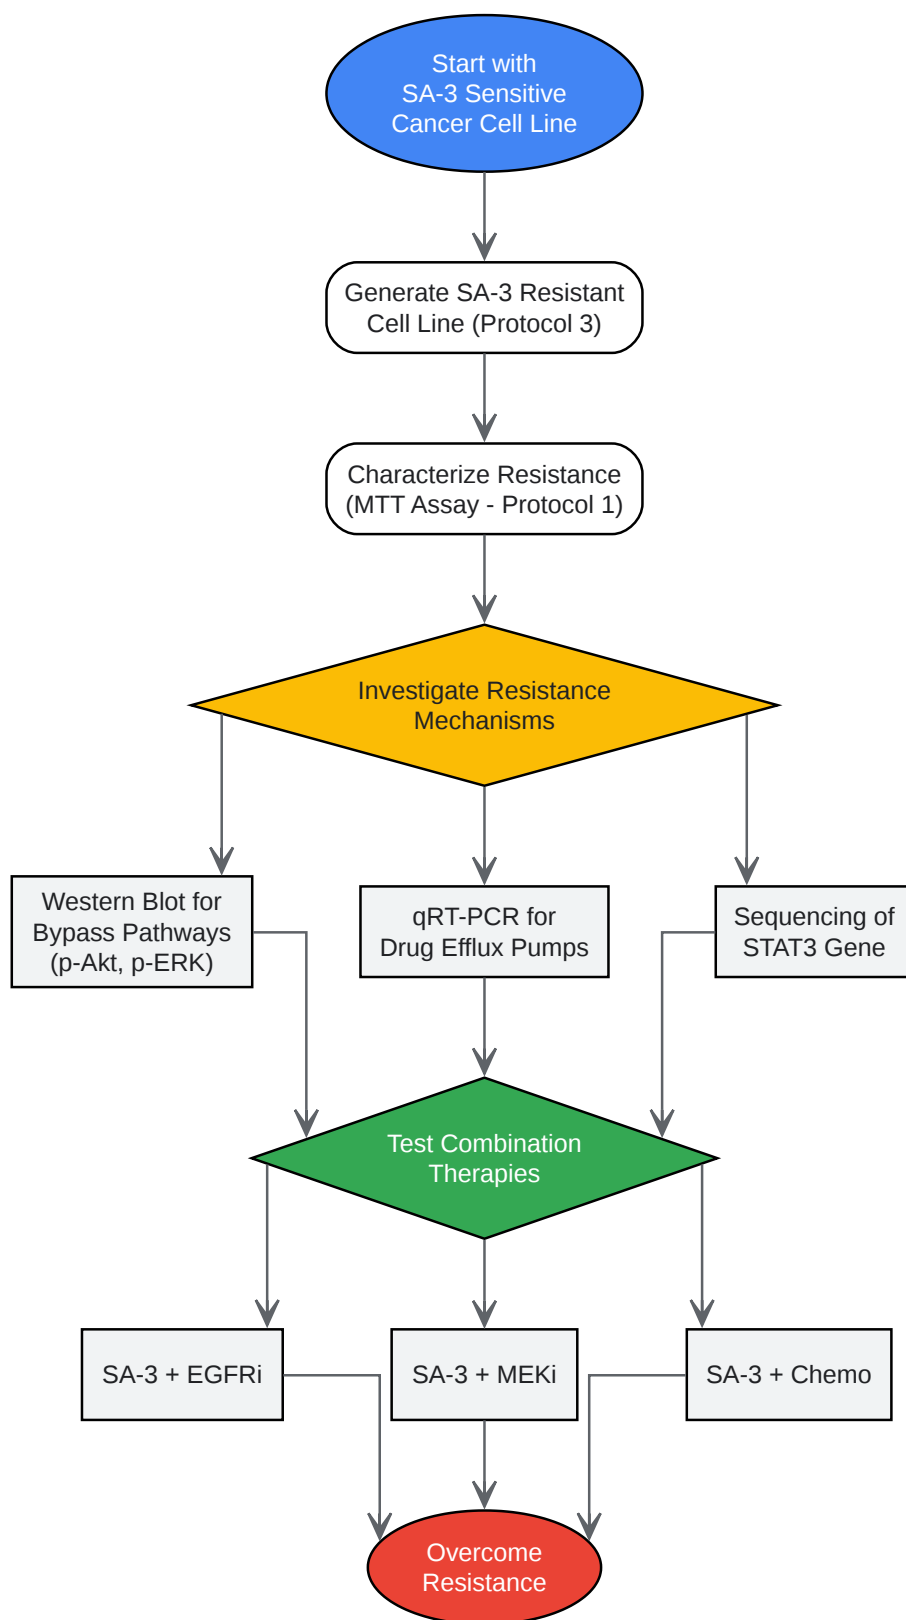 Start with
SA-3 Sensitive
Cancer Cell Line
Generate SA-3 Resistant
Cell Line (Protocol 3)
Characterize Resistance
(MTT Assay - Protocol 1)
Investigate Resistance
Mechanisms
Western Blot for
Bypass Pathways
(p-Akt, p-ERK)
qRT-PCR for
Drug Efflux Pumps
Sequencing of
STAT3 Gene
Test Combination
Therapies
SA-3 + EGFRi
SA-3 + MEKi
SA-3 + Chemo
Overcome
Resistance